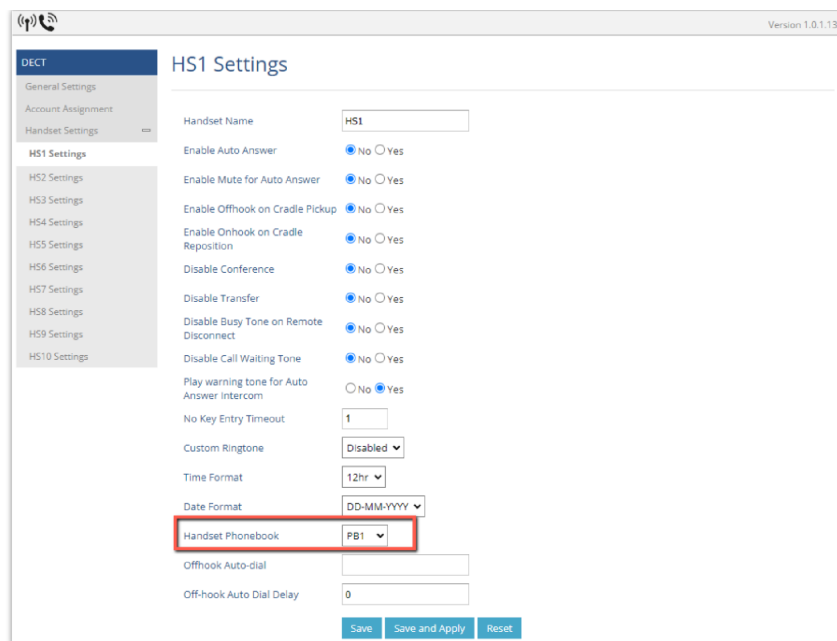 Version 1.0.1.13
DECT
General Settings
Account Assignment
Handset Settings
HS1 Settings
HS2 Settings
HS3 Settings
HS4 Settings
HS5 Settings
HS6 Settings
HS7 Settings
HS8 Settings
HS9 Settings
HS10 Settings
HS1 Settings
Handset Name HS1
Enable Auto Answer No Yes
Enable Mute for Auto Answer No Yes
Enable Offhook on Cradle Pickup No Yes
Enable Onhook on Cradle
Reposition No Yes
Disable Conference No Yes
Disable Transfer No Yes
Disable Busy Tone on Remote
Disconnect No Yes
Disable Call Waiting Tone No Yes
Play warning tone for Auto
Answer Intercom No Yes
No Key Entry Timeout 1
Custom Ringtone Disabled
Time Format 12hr
Date Format DD-MM-YYYY
Handset Phonebook PB1
Offhook Auto-dial
Off-hook Auto Dial Delay 0
Save Save and Apply Reset